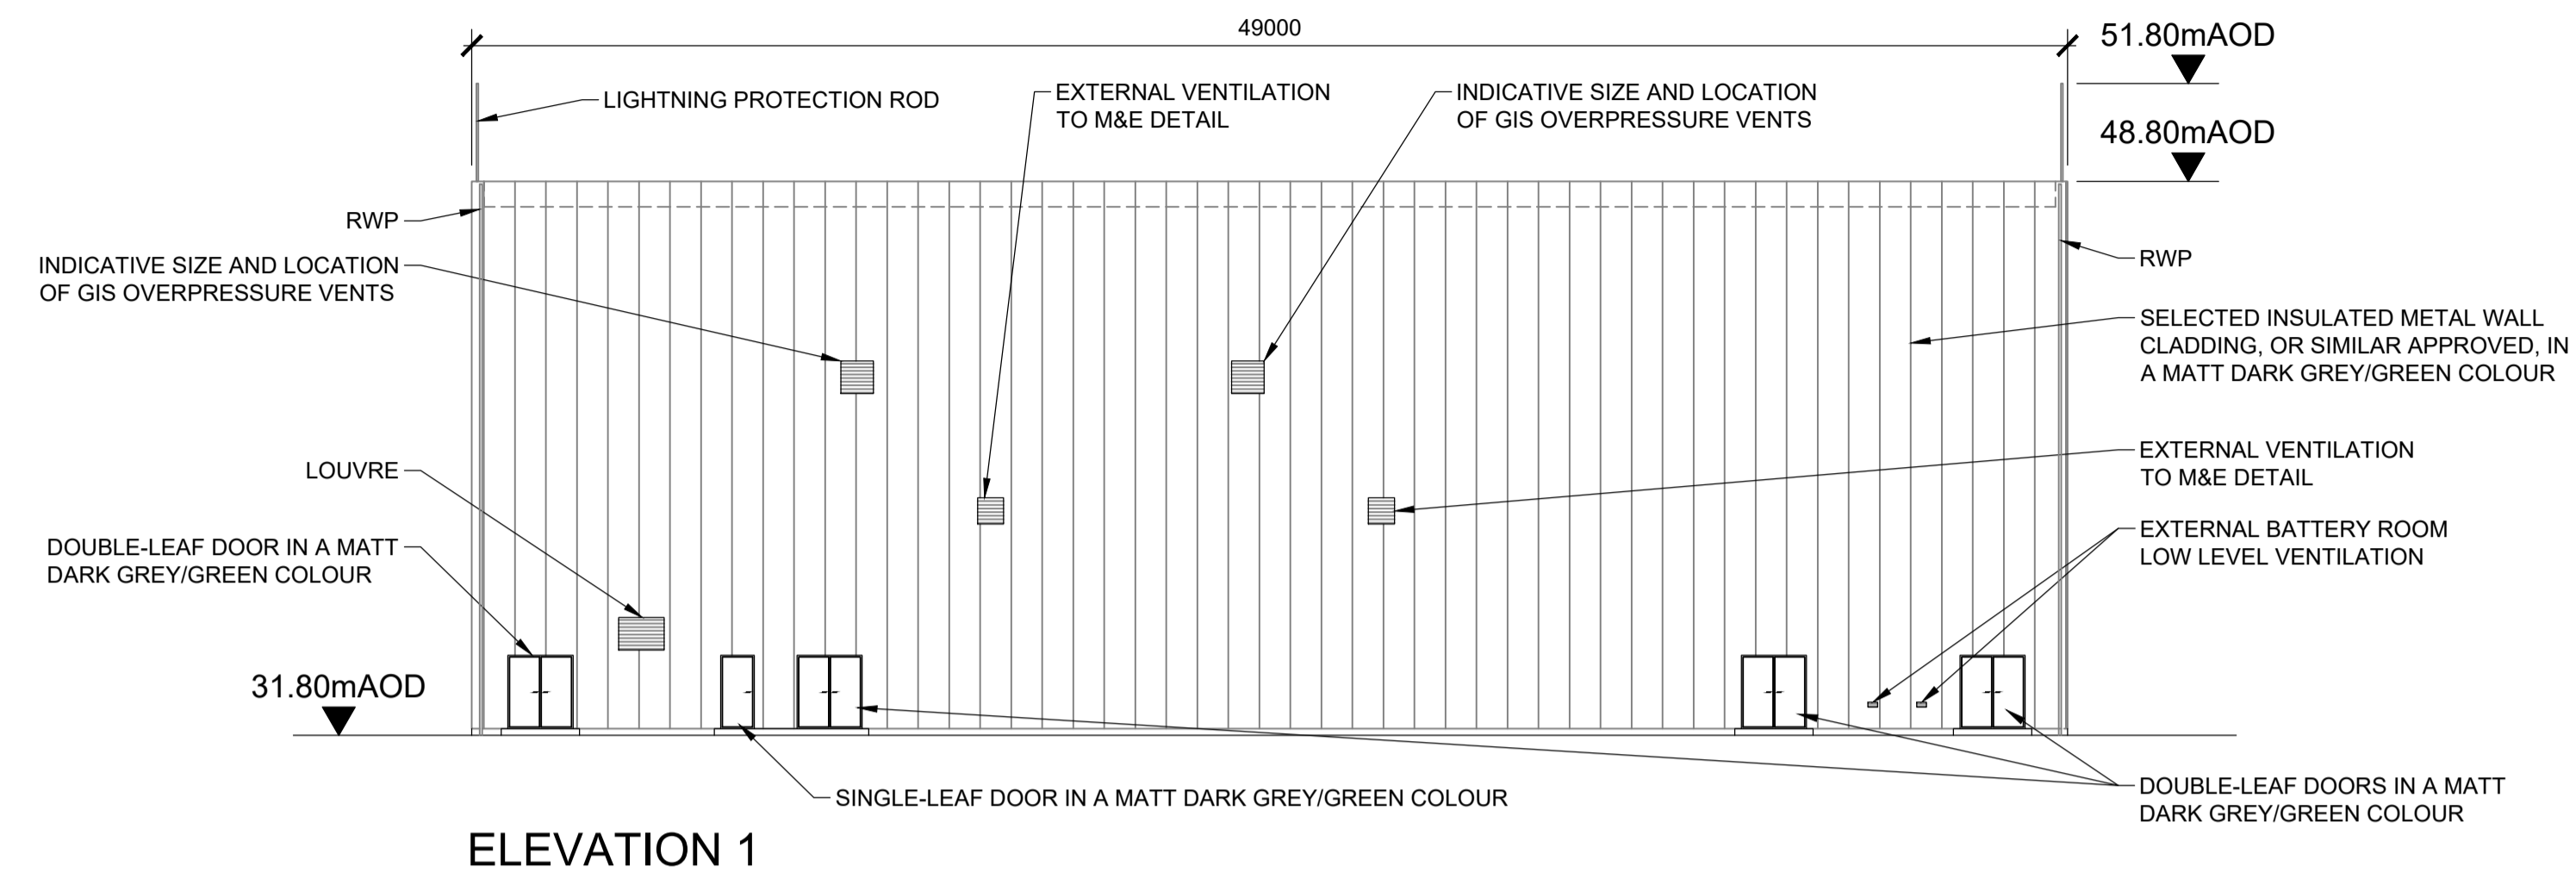 49000
51.80mAOD
LIGHTNING PROTECTION ROD
EXTERNAL VENTILATION
TO M&E DETAIL
INDICATIVE SIZE AND LOCATION
OF GIS OVERPRESSURE VENTS
48.80mAOD
RWP
INDICATIVE SIZE AND LOCATION
OF GIS OVERPRESSURE VENTS
RWP
SELECTED INSULATED METAL WALL
CLADDING, OR SIMILAR APPROVED, IN
A MATT DARK GREY/GREEN COLOUR
LOUVRE
EXTERNAL VENTILATION
TO M&E DETAIL
DOUBLE-LEAF DOOR IN A MATT
DARK GREY/GREEN COLOUR
EXTERNAL BATTERY ROOM
LOW LEVEL VENTILATION
31.80mAOD
SINGLE-LEAF DOOR IN A MATT DARK GREY/GREEN COLOUR
DOUBLE-LEAF DOORS IN A MATT
DARK GREY/GREEN COLOUR
ELEVATION 1